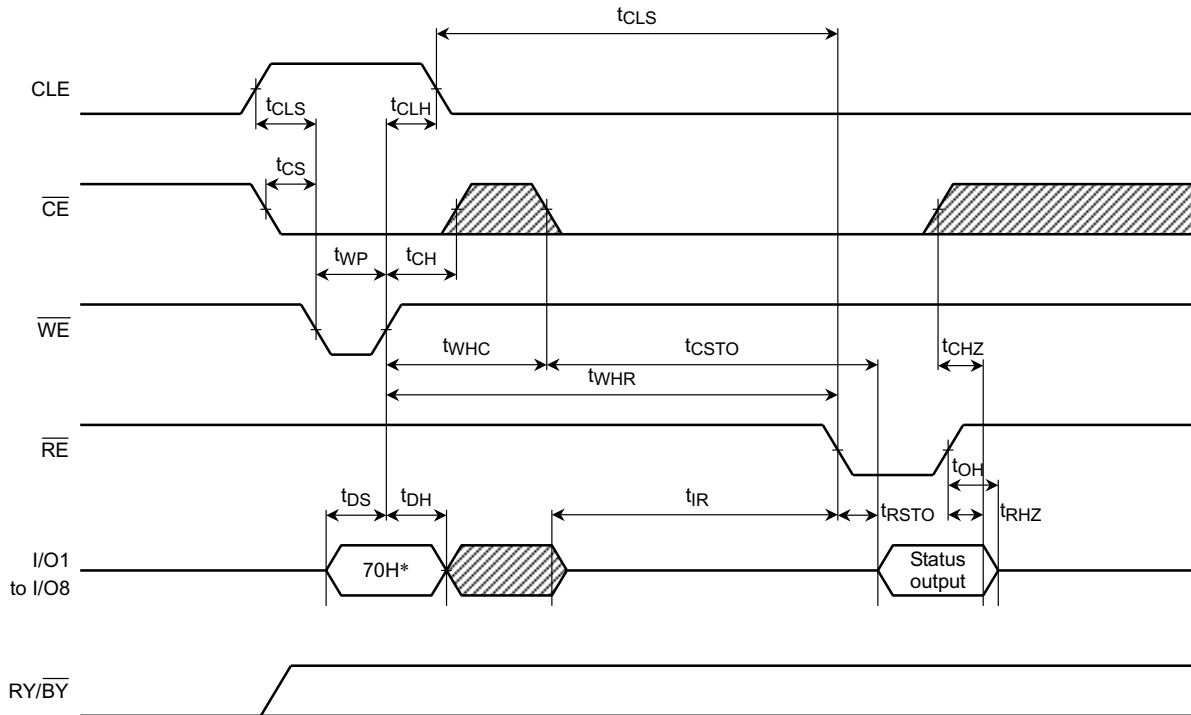 tCLS
CLE
tCLS
tCLH
tCS
CE
tWP
tCH
WE
tWHC
tCSTO
tCHZ
tWHR
RE
tOH
tDS
tDH
tIR
tRSTO
tRHZ
I/O1
to I/O8
70H*
Status
output
RY/BY